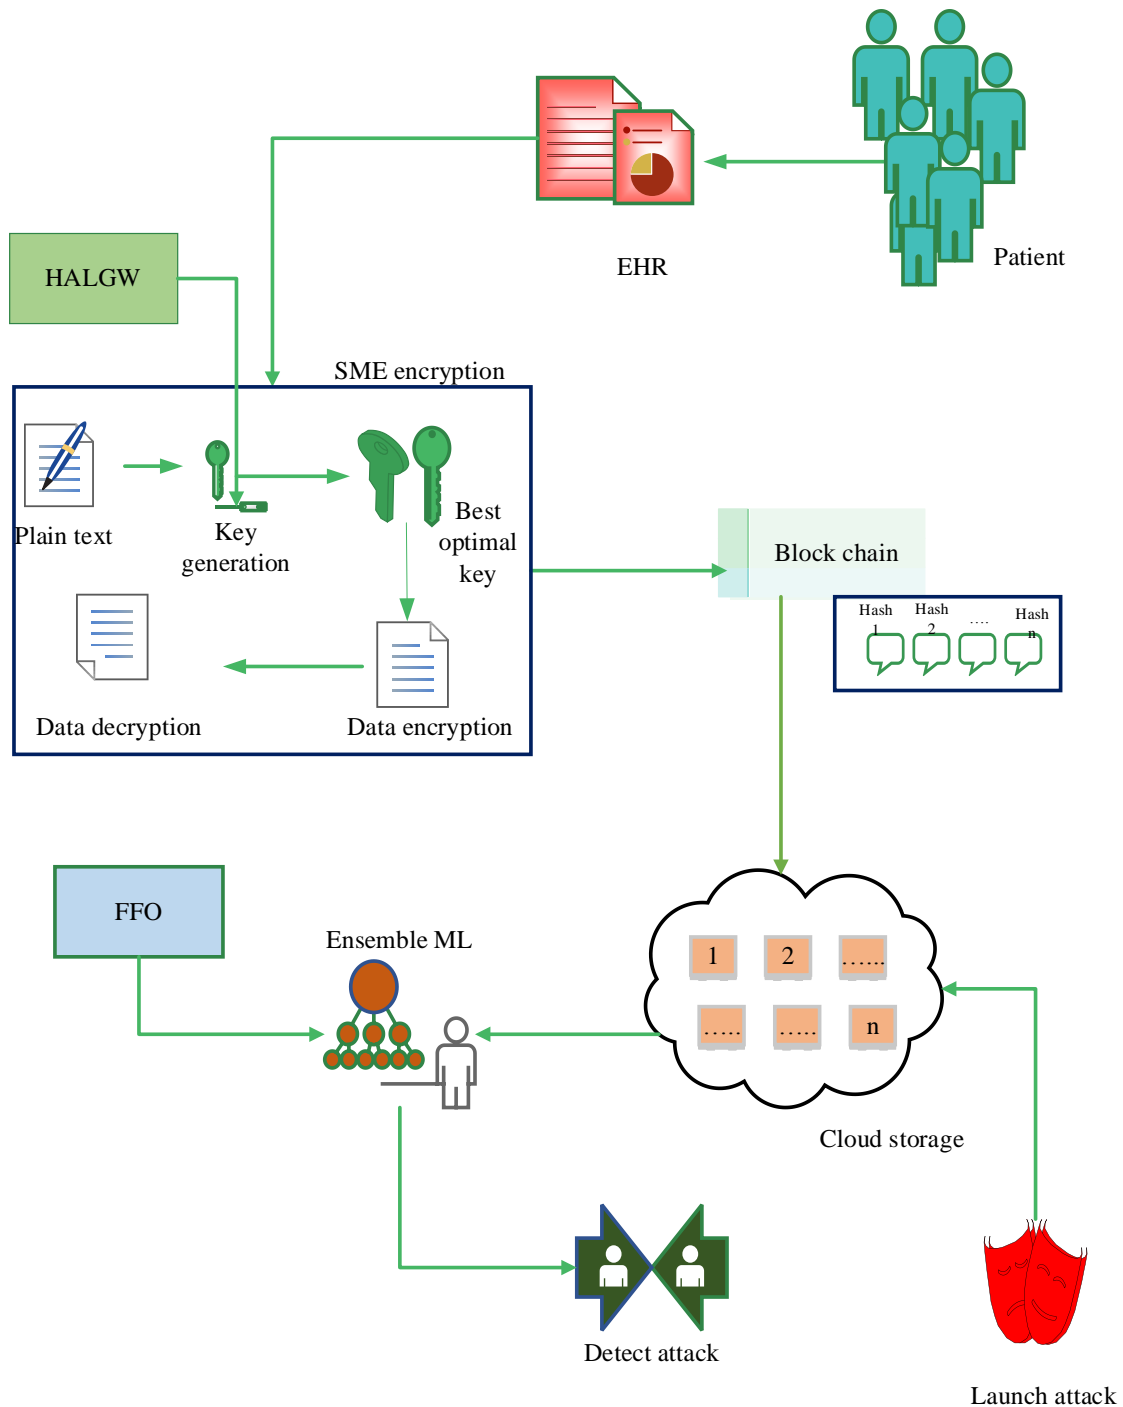 EHR
Patient
HALGW
SME encryption
Plain text
Key
generation
Best
optimal
key
Data decryption
Data encryption
Block chain
Hash
1
Hash
2
....
Hash
n
FFO
Ensemble ML
1
2
......
.....
.....
n
Cloud storage
Detect attack
Launch attack